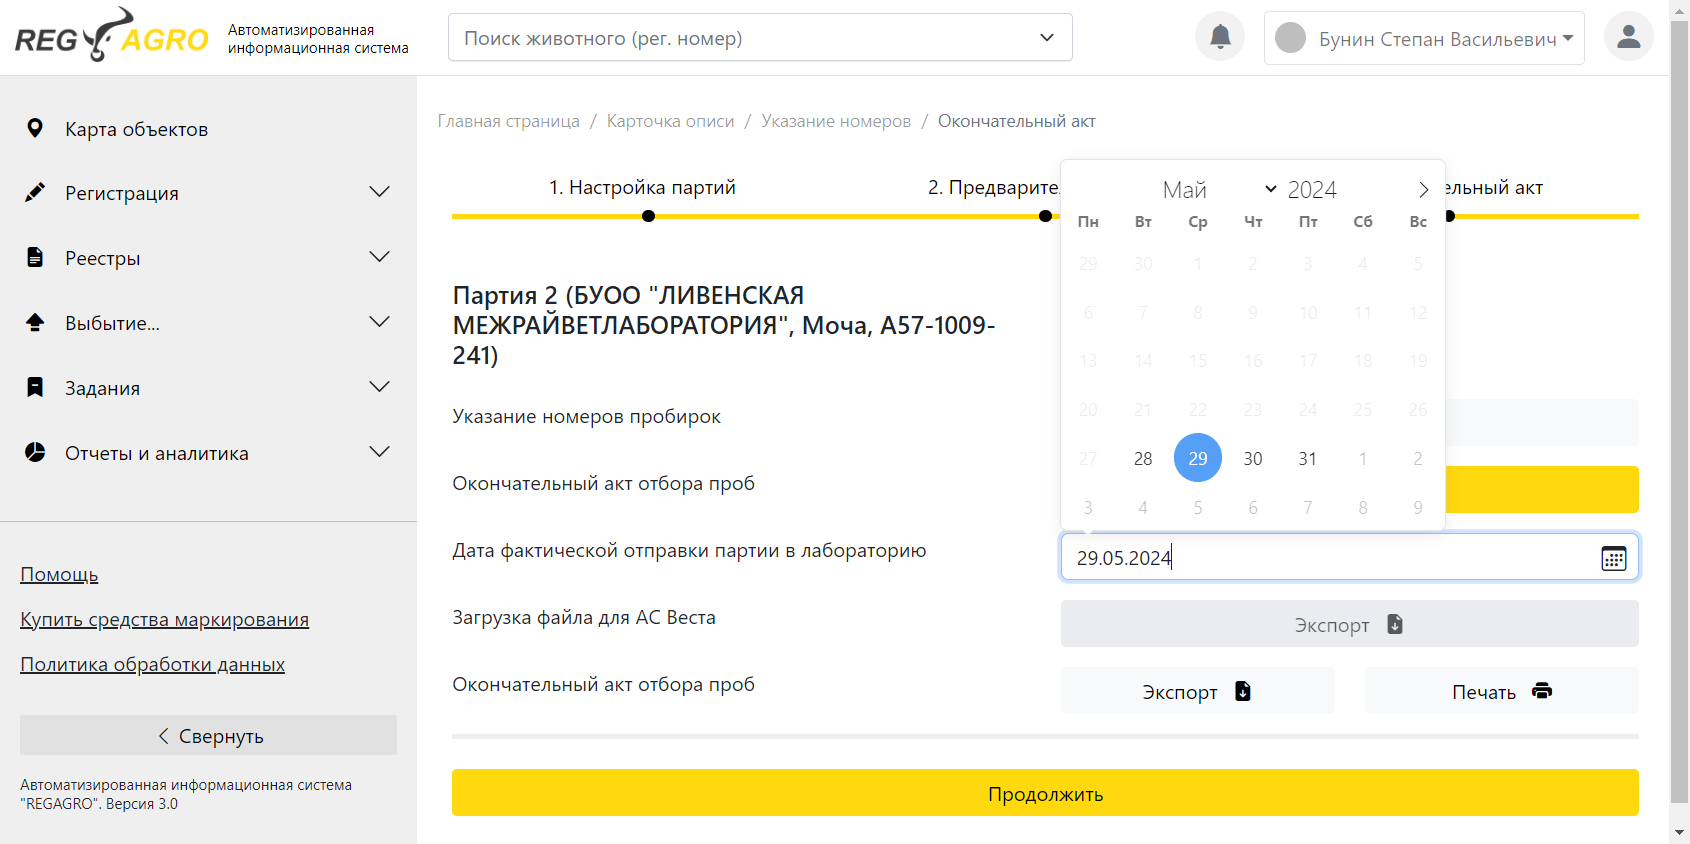 REG AGRO
Автоматизированная
информационная система
Поиск животного (рег. номер)
Бунин Степан Васильевич
Карта объектов
Регистрация
Реестры
Выбытие...
Задания
Отчеты и аналитика
Помощь
Купить средства маркирования
Политика обработки данных
Свернуть
Автоматизированная информационная система
"REGAGRO". Версия 3.0
Главная страница / Карточка описи / Указание номеров / Окончательный акт
1. Настройка партий
2. Предварите
ельный акт
Май 2024
Пн Вт Ср Чт Пт Сб Вс
29 30 1 2 3 4 5
6 7 8 9 10 11 12
13 14 15 16 17 18 19
20 21 22 23 24 25 26
27 28 29 30 31 1 2
3 4 5 6 7 8 9
Партия 2 (БУОО "ЛИВЕНСКАЯ
МЕЖРАЙВЕТЛАБОРАТОРИЯ", Моча, А57-1009-
241)
Указание номеров пробирок
Окончательный акт отбора проб
Дата фактической отправки партии в лабораторию
29.05.2024
Загрузка файла для АС Веста
Экспорт
Окончательный акт отбора проб
Экспорт
Печать
Продолжить